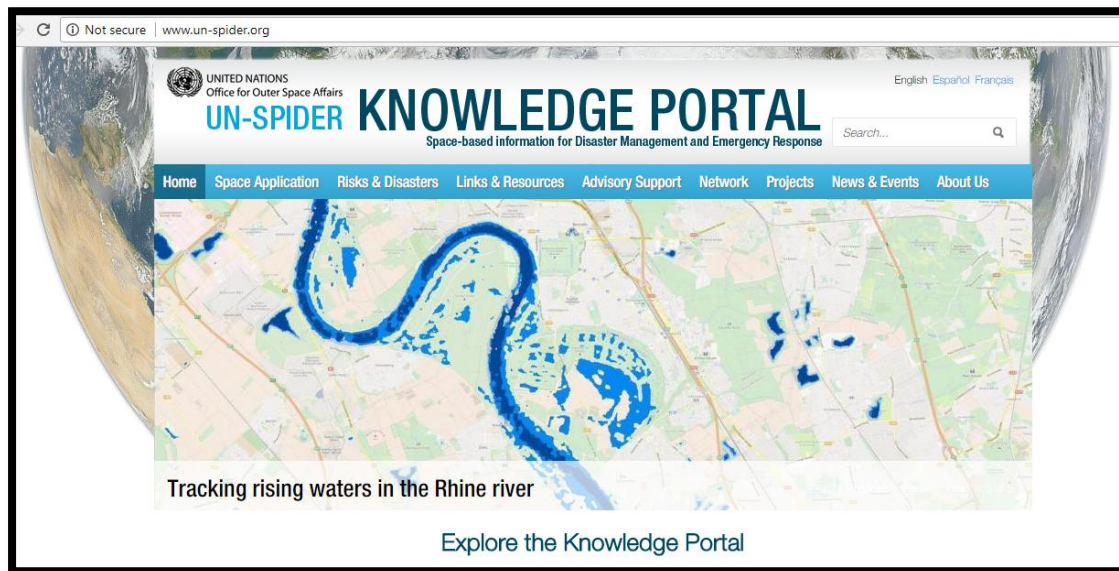 Not secure | www.un-spider.org
UNITED NATIONS
Office for Outer Space Affairs
UN-SPIDER KNOWLEDGE PORTAL
Space-based information for Disaster Management and Emergency Response
English Español Français
Search...
Home Space Application Risks & Disasters Links & Resources Advisory Support Network Projects News & Events About Us
Tracking rising waters in the Rhine river
Explore the Knowledge Portal